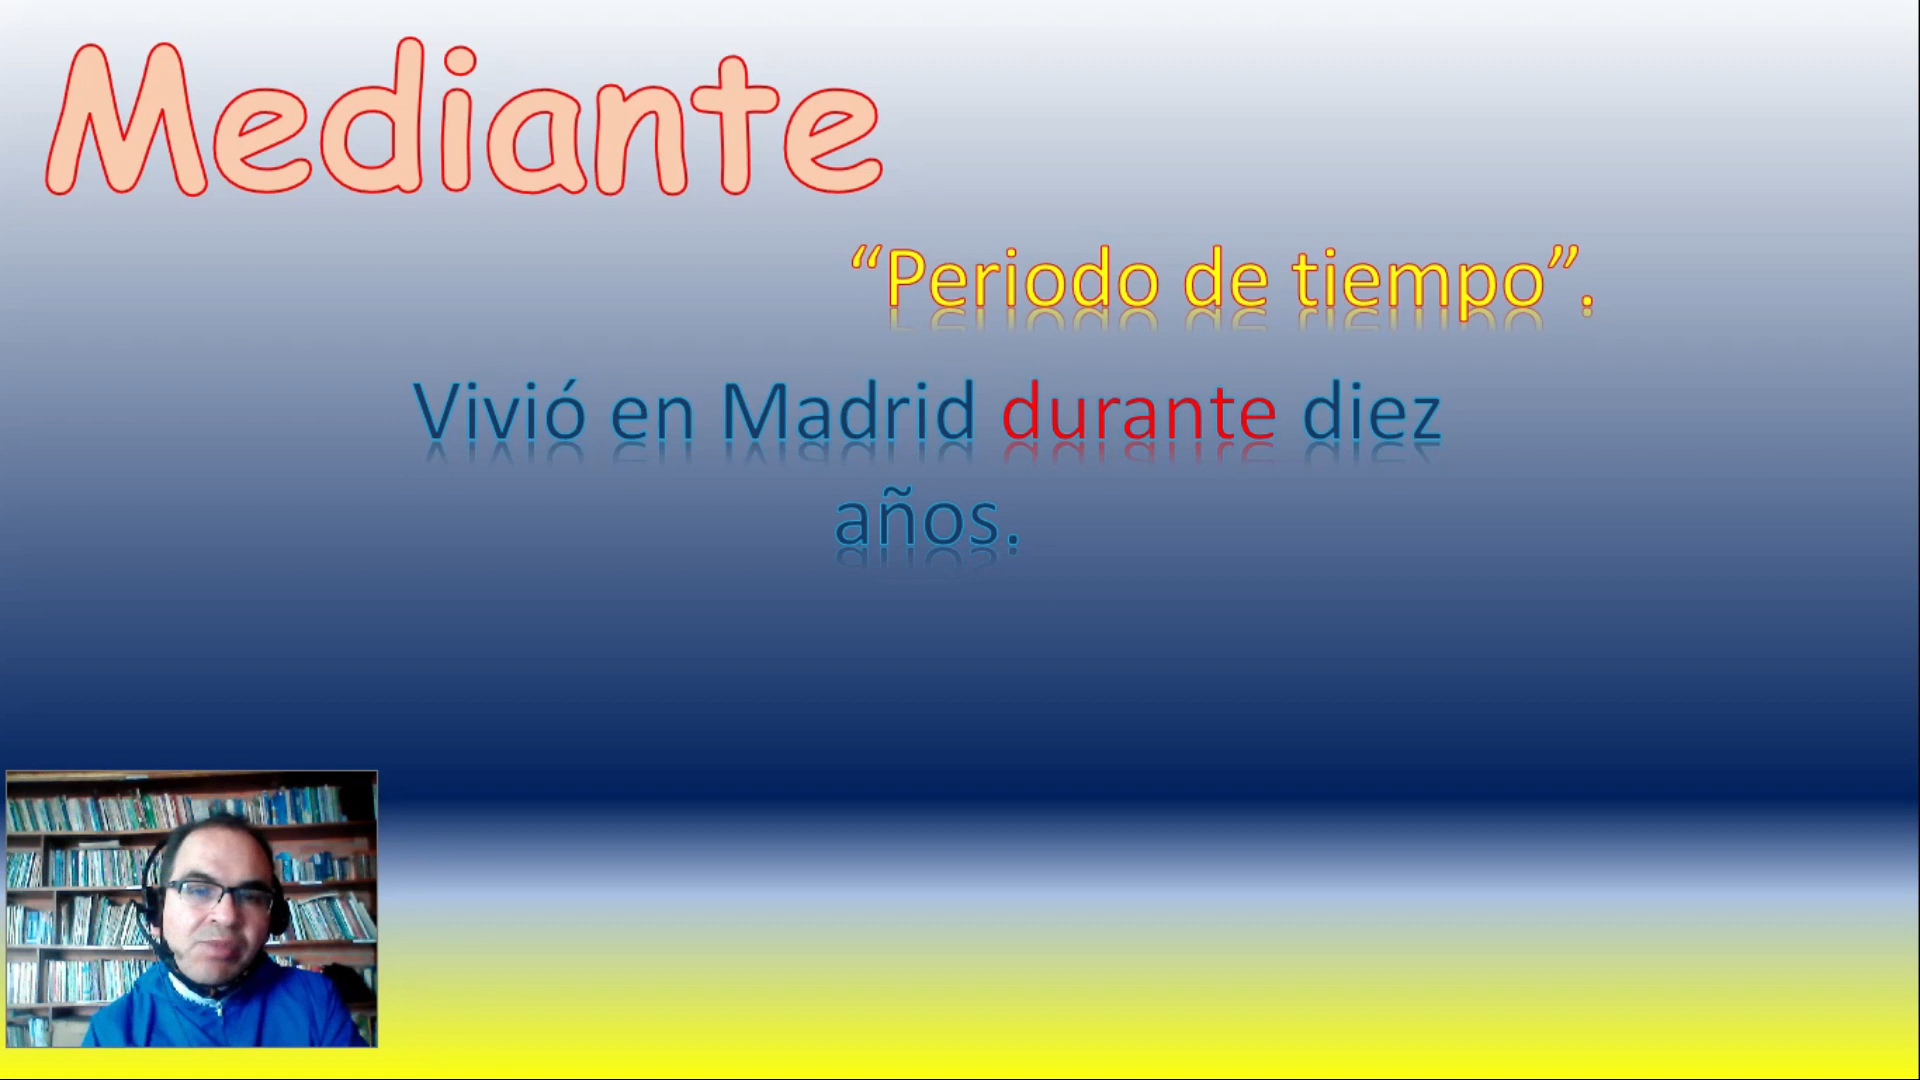 Mediante
“Periodo de tiempo”.
Vivió en Madrid durante diez
años.